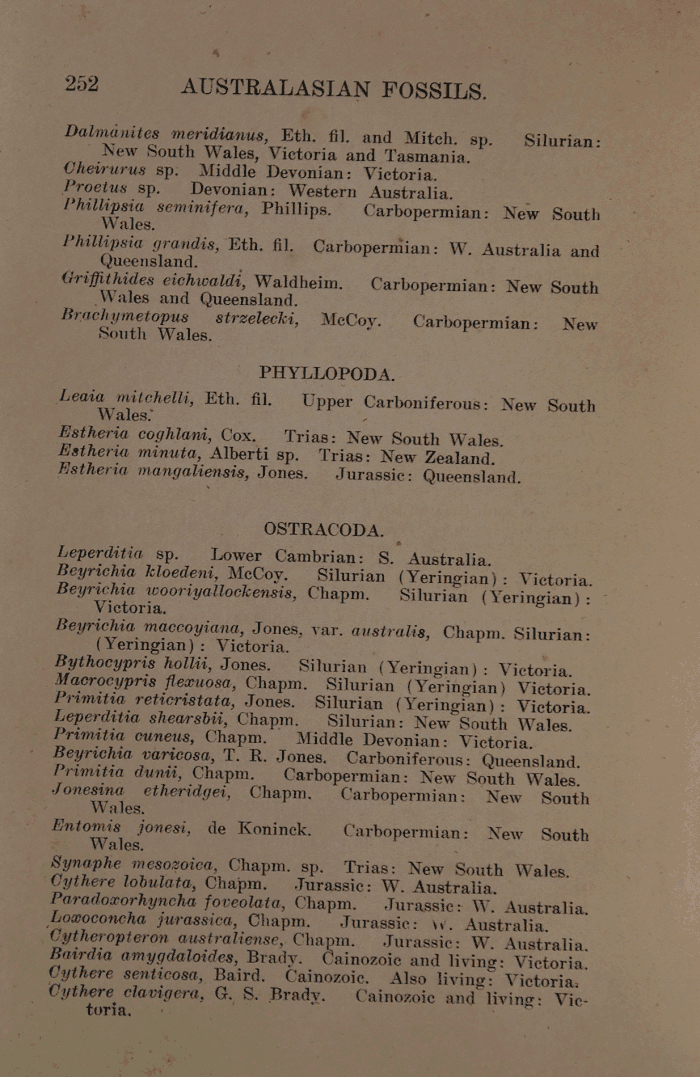 252 AUSTRALASIAN FOSSILS.
Dalmanites meridianus, Eth. fil. and Mitch. sp. Silurian:
New South Wales, Victoria and Tasmania.
Cheirurus sp. Middle Devonian: Victoria.
Proetus sp. Devonian: Western Australia.
Phillipsia seminifera, Phillips. Carbopermian: New South
Wales.
Phillipsia grandis, Eth. fil. Carbopermian: W. Australia and
Queensland.
Griffithides eichwaldi, Waldheim. Carbopermian: New South
Wales and Queensland.
Brachymetopus strzelecki, McCoy. Carbopermian: New
South Wales.
PHYLLOPODA.
Leaia mitchelli, Eth. fil. Upper Carboniferous: New South
Wales.
Estheria coghlani, Cox. Trias: New South Wales.
Estheria minuta, Alberti sp. Trias: New Zealand.
Estheria mangaliensis, Jones. Jurassic: Queensland.
OSTRACODA.
Leperditia sp. Lower Cambrian: S. Australia.
Beyrichia kloedeni, McCoy. Silurian (Yeringian): Victoria.
Beyrichia wooriyallockensis, Chapm. Silurian (Yeringian):
Victoria.
Beyrichia maccoyiana, Jones, var. australis, Chapm. Silurian:
(Yeringian): Victoria.
Bythocypris hollii, Jones. Silurian (Yeringian): Victoria.
Macrocypris flexuosa, Chapm. Silurian (Yeringian) Victoria.
Primitia reticristata, Jones. Silurian (Yeringian): Victoria.
Leperditia shearsbii, Chapm. Silurian: New South Wales.
Primitia cuneus, Chapm. Middle Devonian: Victoria.
Beyrichia varicosa, T. R. Jones. Carboniferous: Queensland.
Primitia dunii, Chapm. Carbopermian: New South Wales.
Jonesina etheridgei, Chapm. Carbopermian: New South
Wales.
Entomis jonesi, de Koninck. Carbopermian: New South
Wales.
Synaphe mesozoica, Chapm. sp. Trias: New South Wales.
Cythere lobulata, Chapm. Jurassic: W. Australia.
Paradoxorhyncha foveolata, Chapm. Jurassic: W. Australia.
Loxoconcha jurassica, Chapm. Jurassic: W. Australia.
Cytheropteron australiense, Chapm. Jurassic: W. Australia.
Bairdia amygdaloides, Brady. Cainozoic and living: Victoria.
Cythere senticosa, Baird. Cainozoic. Also living: Victoria.
Cythere clavigera, G. S. Brady. Cainozoic and living: Vic-
toria.